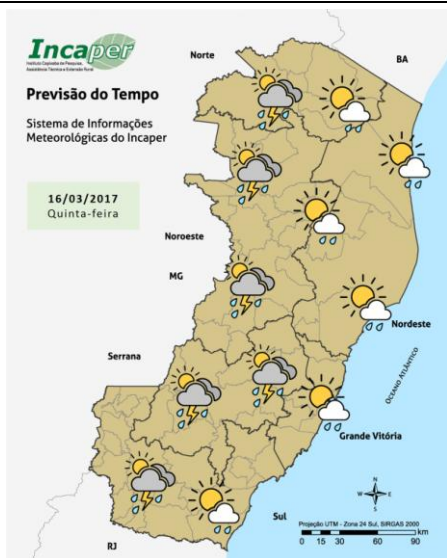 Incaper
Instituto Capixaba de Pesquisa,
Assistência Técnica e Extensão Rural
Norte
BA
Previsão do Tempo
Sistema de Informações
Meteorológicas do Incaper
16/03/2017
Quinta-feira
Noroeste
MG
Nordeste
Serrana
OCEANO ATLÂNTICO
Grande Vitória
N
W
E
S
Sul
Projeção UTM - Zona 24 Sul, SIRGAS 2000
km
0 15 30 60 90
RJ